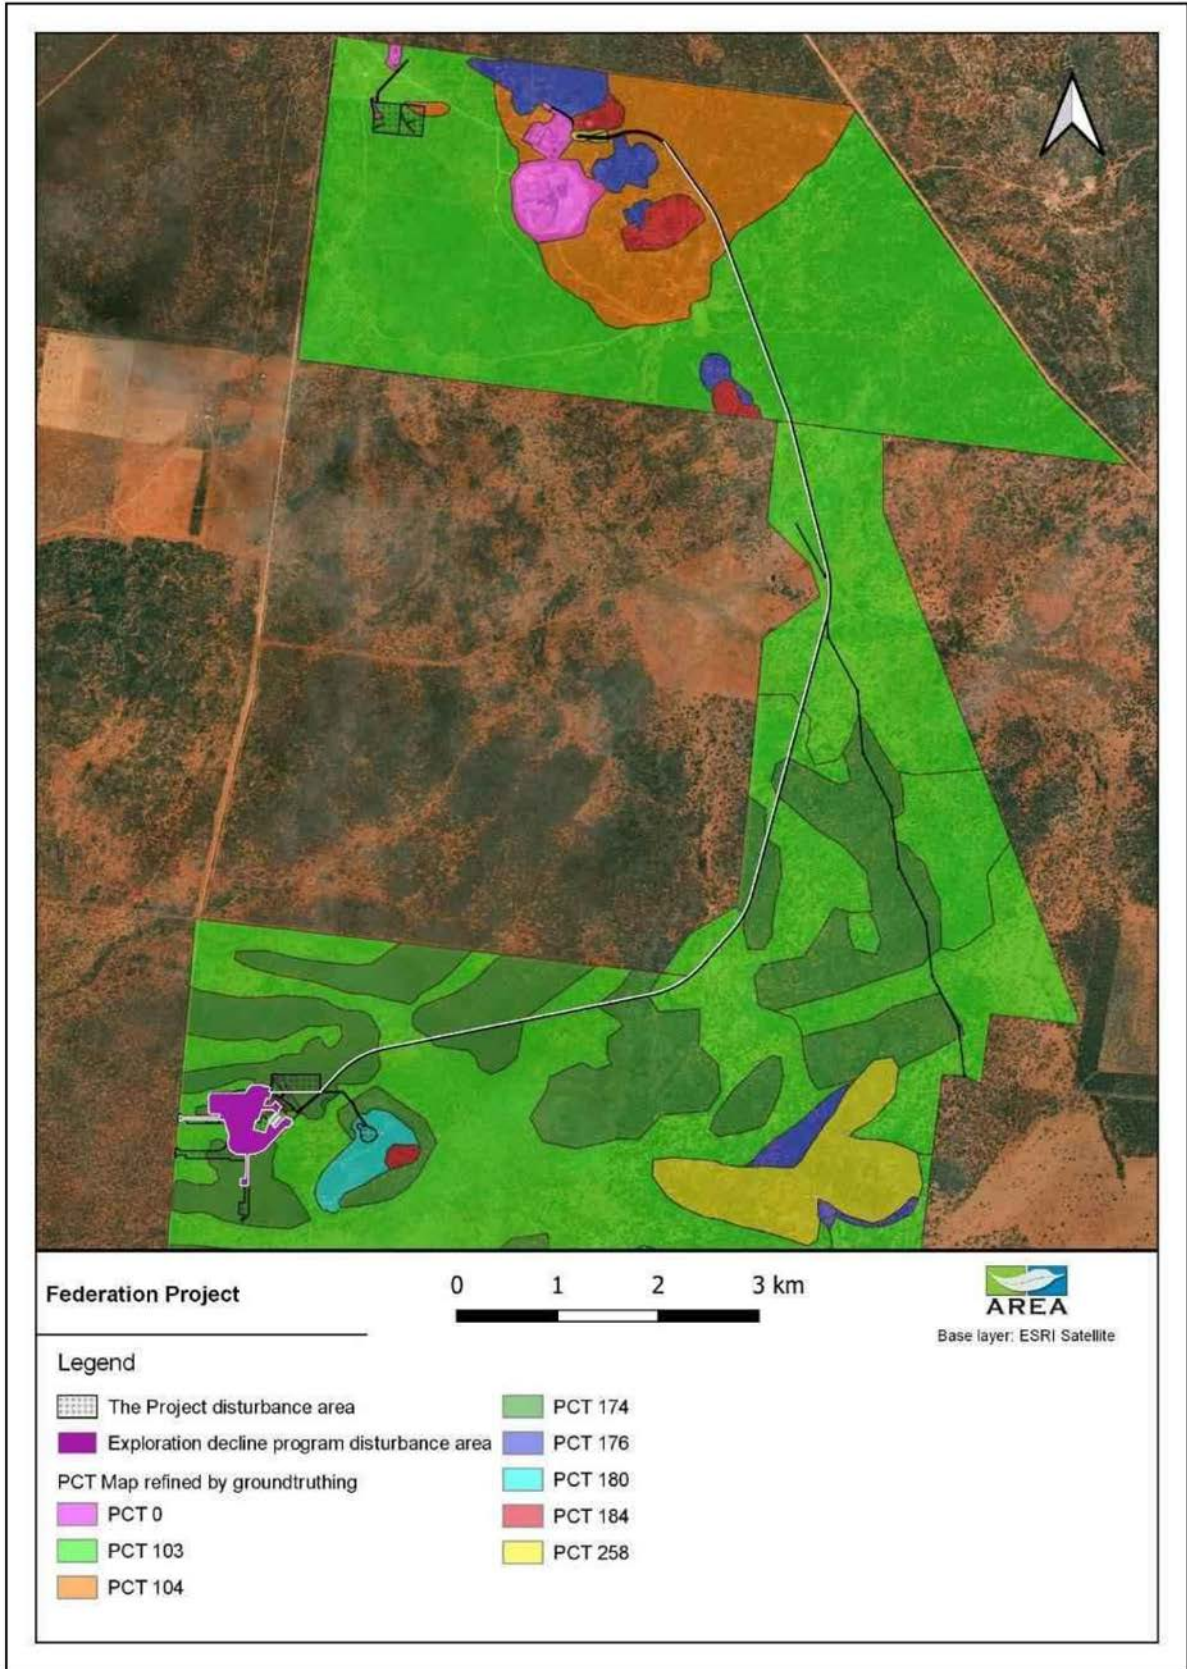 Federation Project
0 1 2 3 km
AREA
Base layer: ESRI Satellite
Legend
The Project disturbance area
Exploration decline program disturbance area
PCT Map refined by groundtruthing
PCT 0
PCT 103
PCT 104
PCT 174
PCT 176
PCT 180
PCT 184
PCT 258